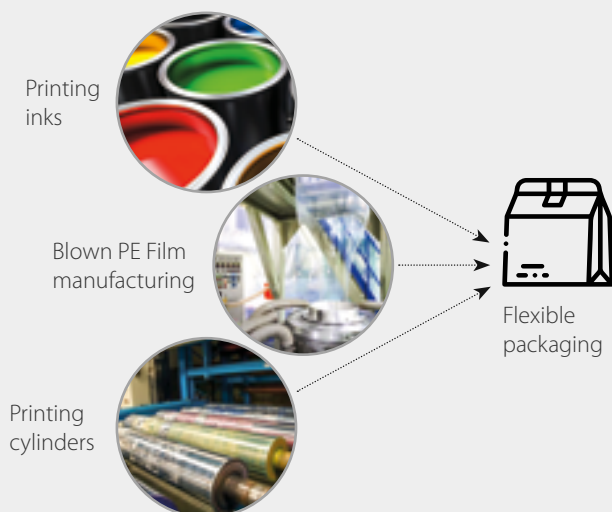 Printing
inks
Blown PE Film
manufacturing
Flexible
packaging
Printing
cylinders